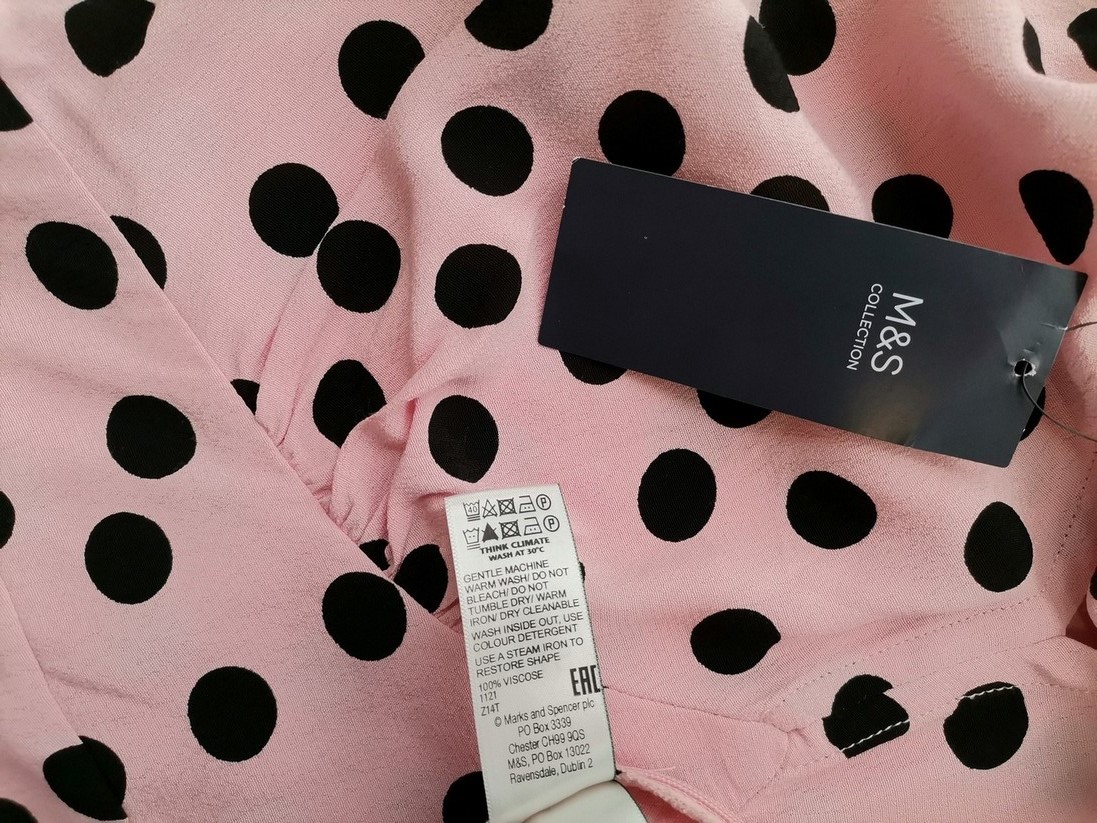 M&S
COLLECTION
40 P
P
THINK CLIMATE
WASH AT 30°C
GENTLE MACHINE
WARM WASH/ DO NOT
BLEACH/ DO NOT
TUMBLE DRY/ WARM
IRON/ DRY CLEANABLE
WASH INSIDE OUT, USE
COLOUR DETERGENT
USE A STEAM IRON TO
RESTORE SHAPE
100% VISCOSE
1121
Z14T
EAC
© Marks and Spencer plc
PO Box 3339
Chester CH99 9QS
M&S, PO Box 13022
Ravensdale, Dublin 2